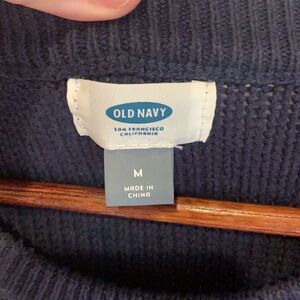 OLD NAVY
SAN FRANCISCO
CALIFORNIA
M
MADE IN
CHINA